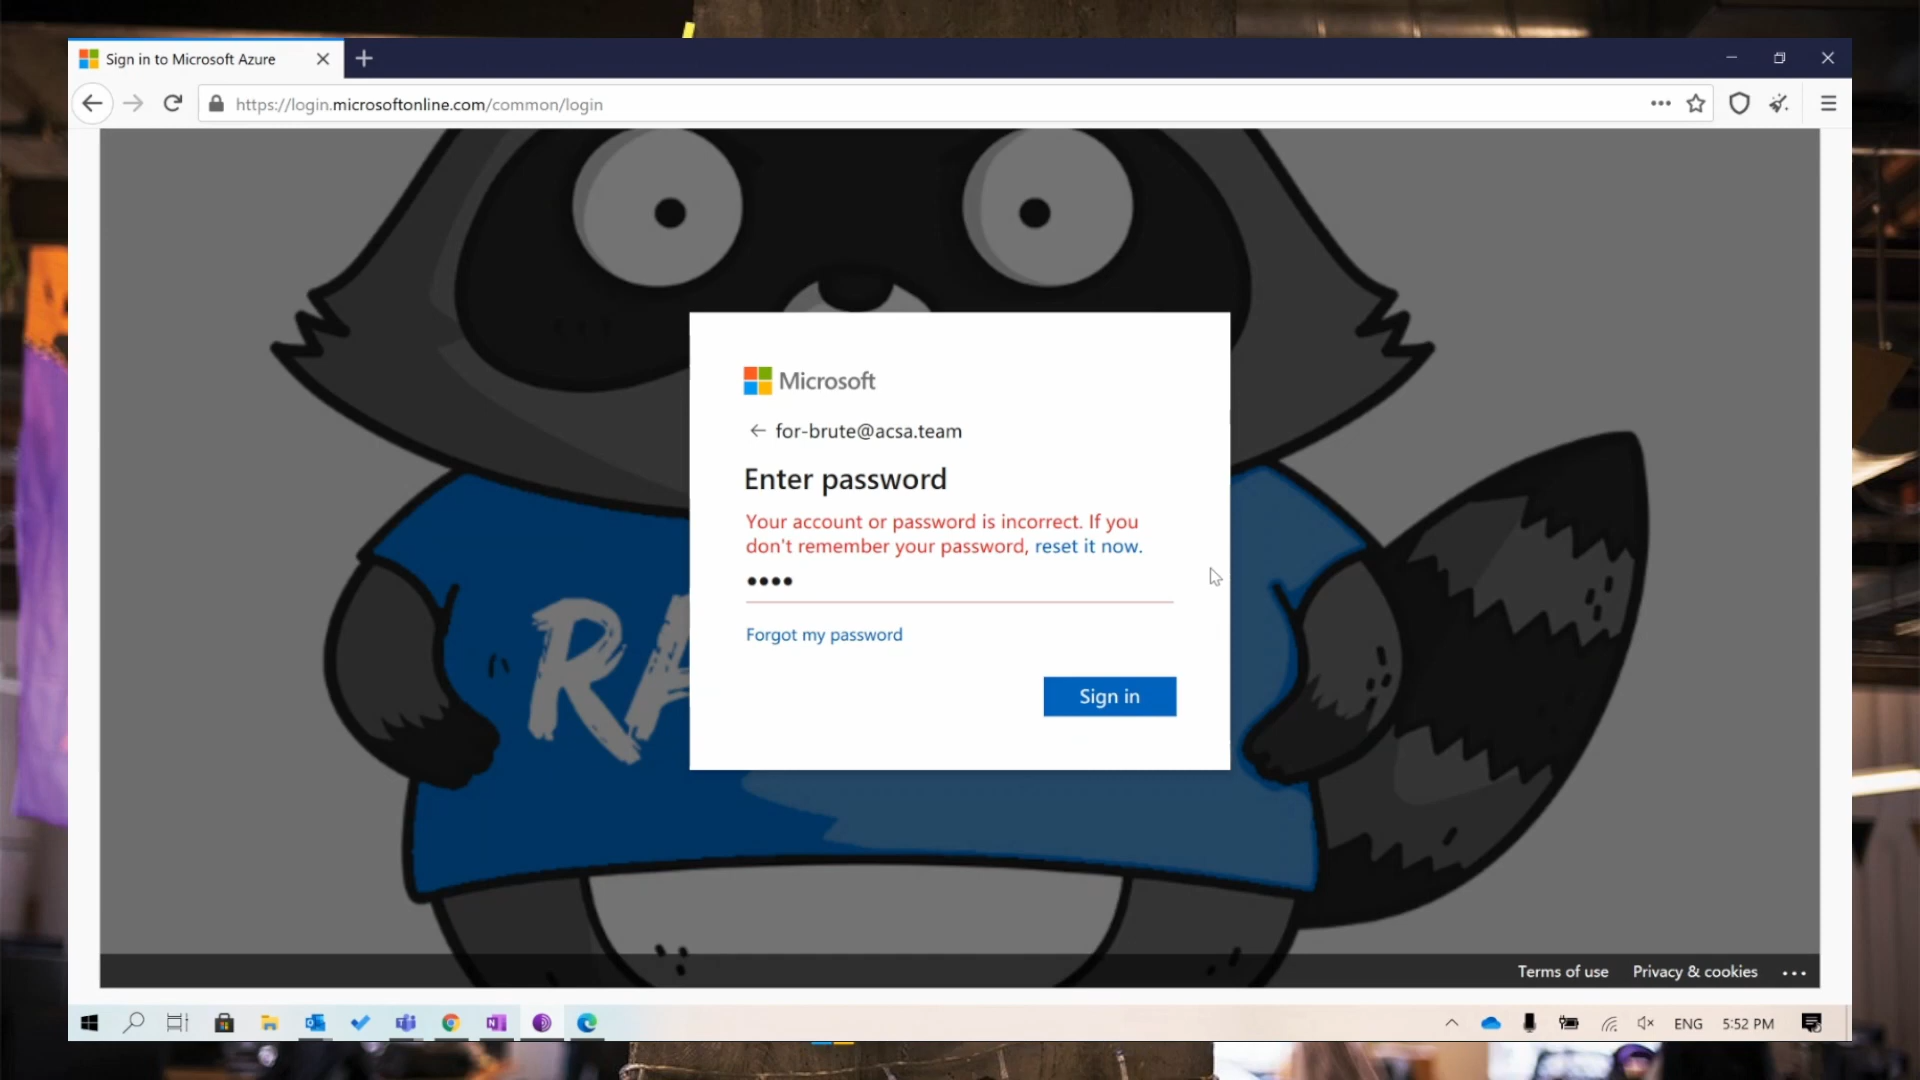 Sign in to Microsoft Azure
https://login.microsoftonline.com/common/login
Microsoft
for-brute@acsa.team
Enter password
Your account or password is incorrect. If you
don't remember your password, reset it now.
Forgot my password
Sign in
RA
Terms of use Privacy & cookies
ENG 5:52 PM